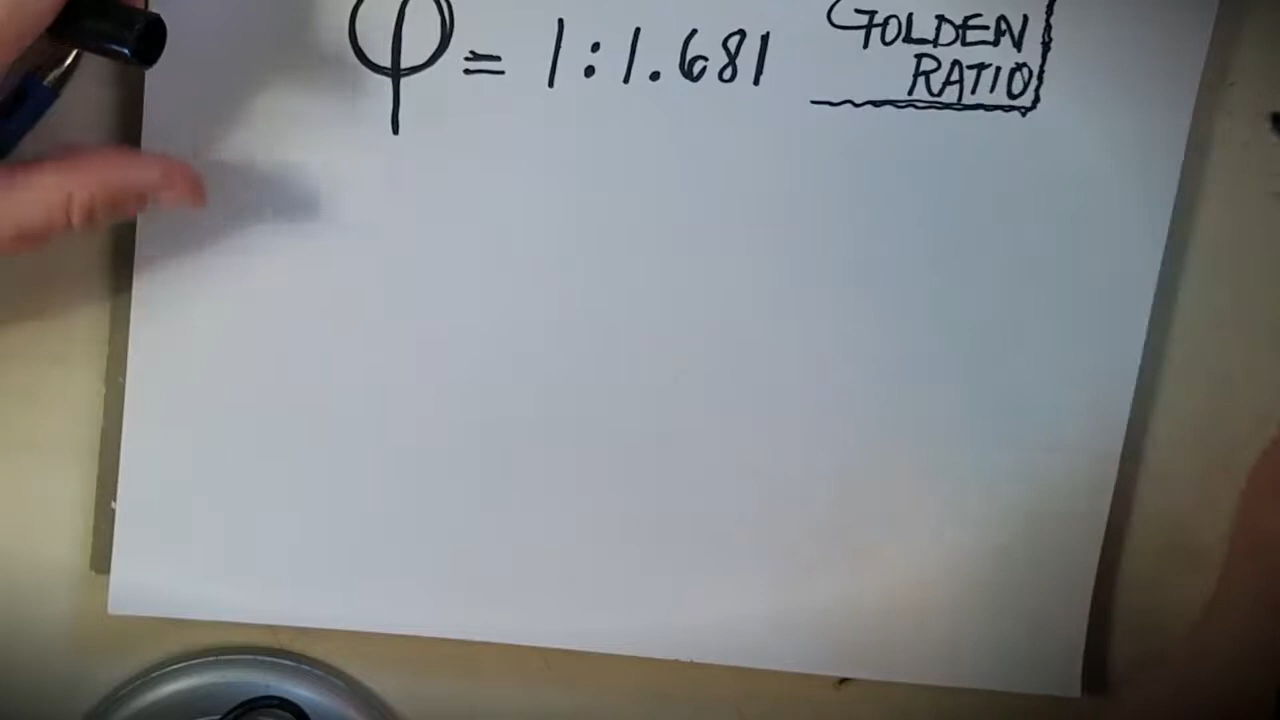 φ = 1:1.681
GOLDEN
RATIO